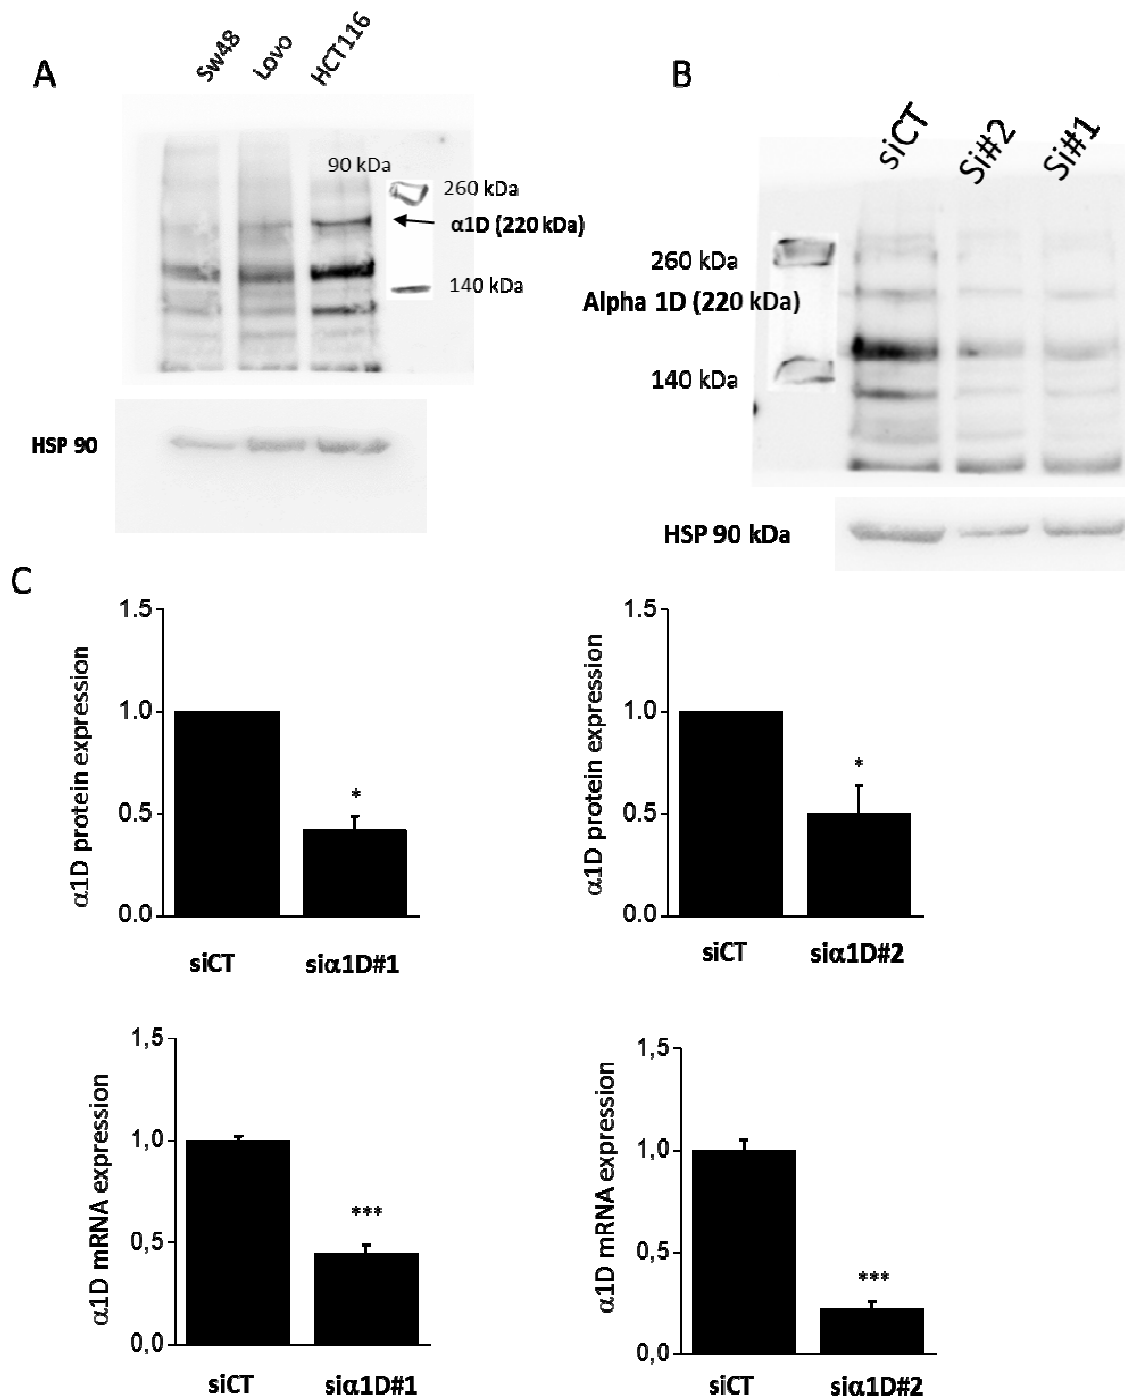 A
Sw48 Lovo HCT116
90 kDa
260 kDa
α1D (220 kDa)
140 kDa
HSP 90
B
siCT Si#2 Si#1
260 kDa
Alpha 1D (220 kDa)
140 kDa
HSP 90 kDa
C
α1D protein expression
1.5
1.0
0.5
0.0
*
siCT siα1D#1
α1D protein expression
1.5
1.0
0.5
0.0
*
siCT siα1D#2
α1D mRNA expression
1,5
1,0
0,5
0,0
***
siCT siα1D#1
α1D mRNA expression
1,5
1,0
0,5
0,0
***
siCT siα1D#2